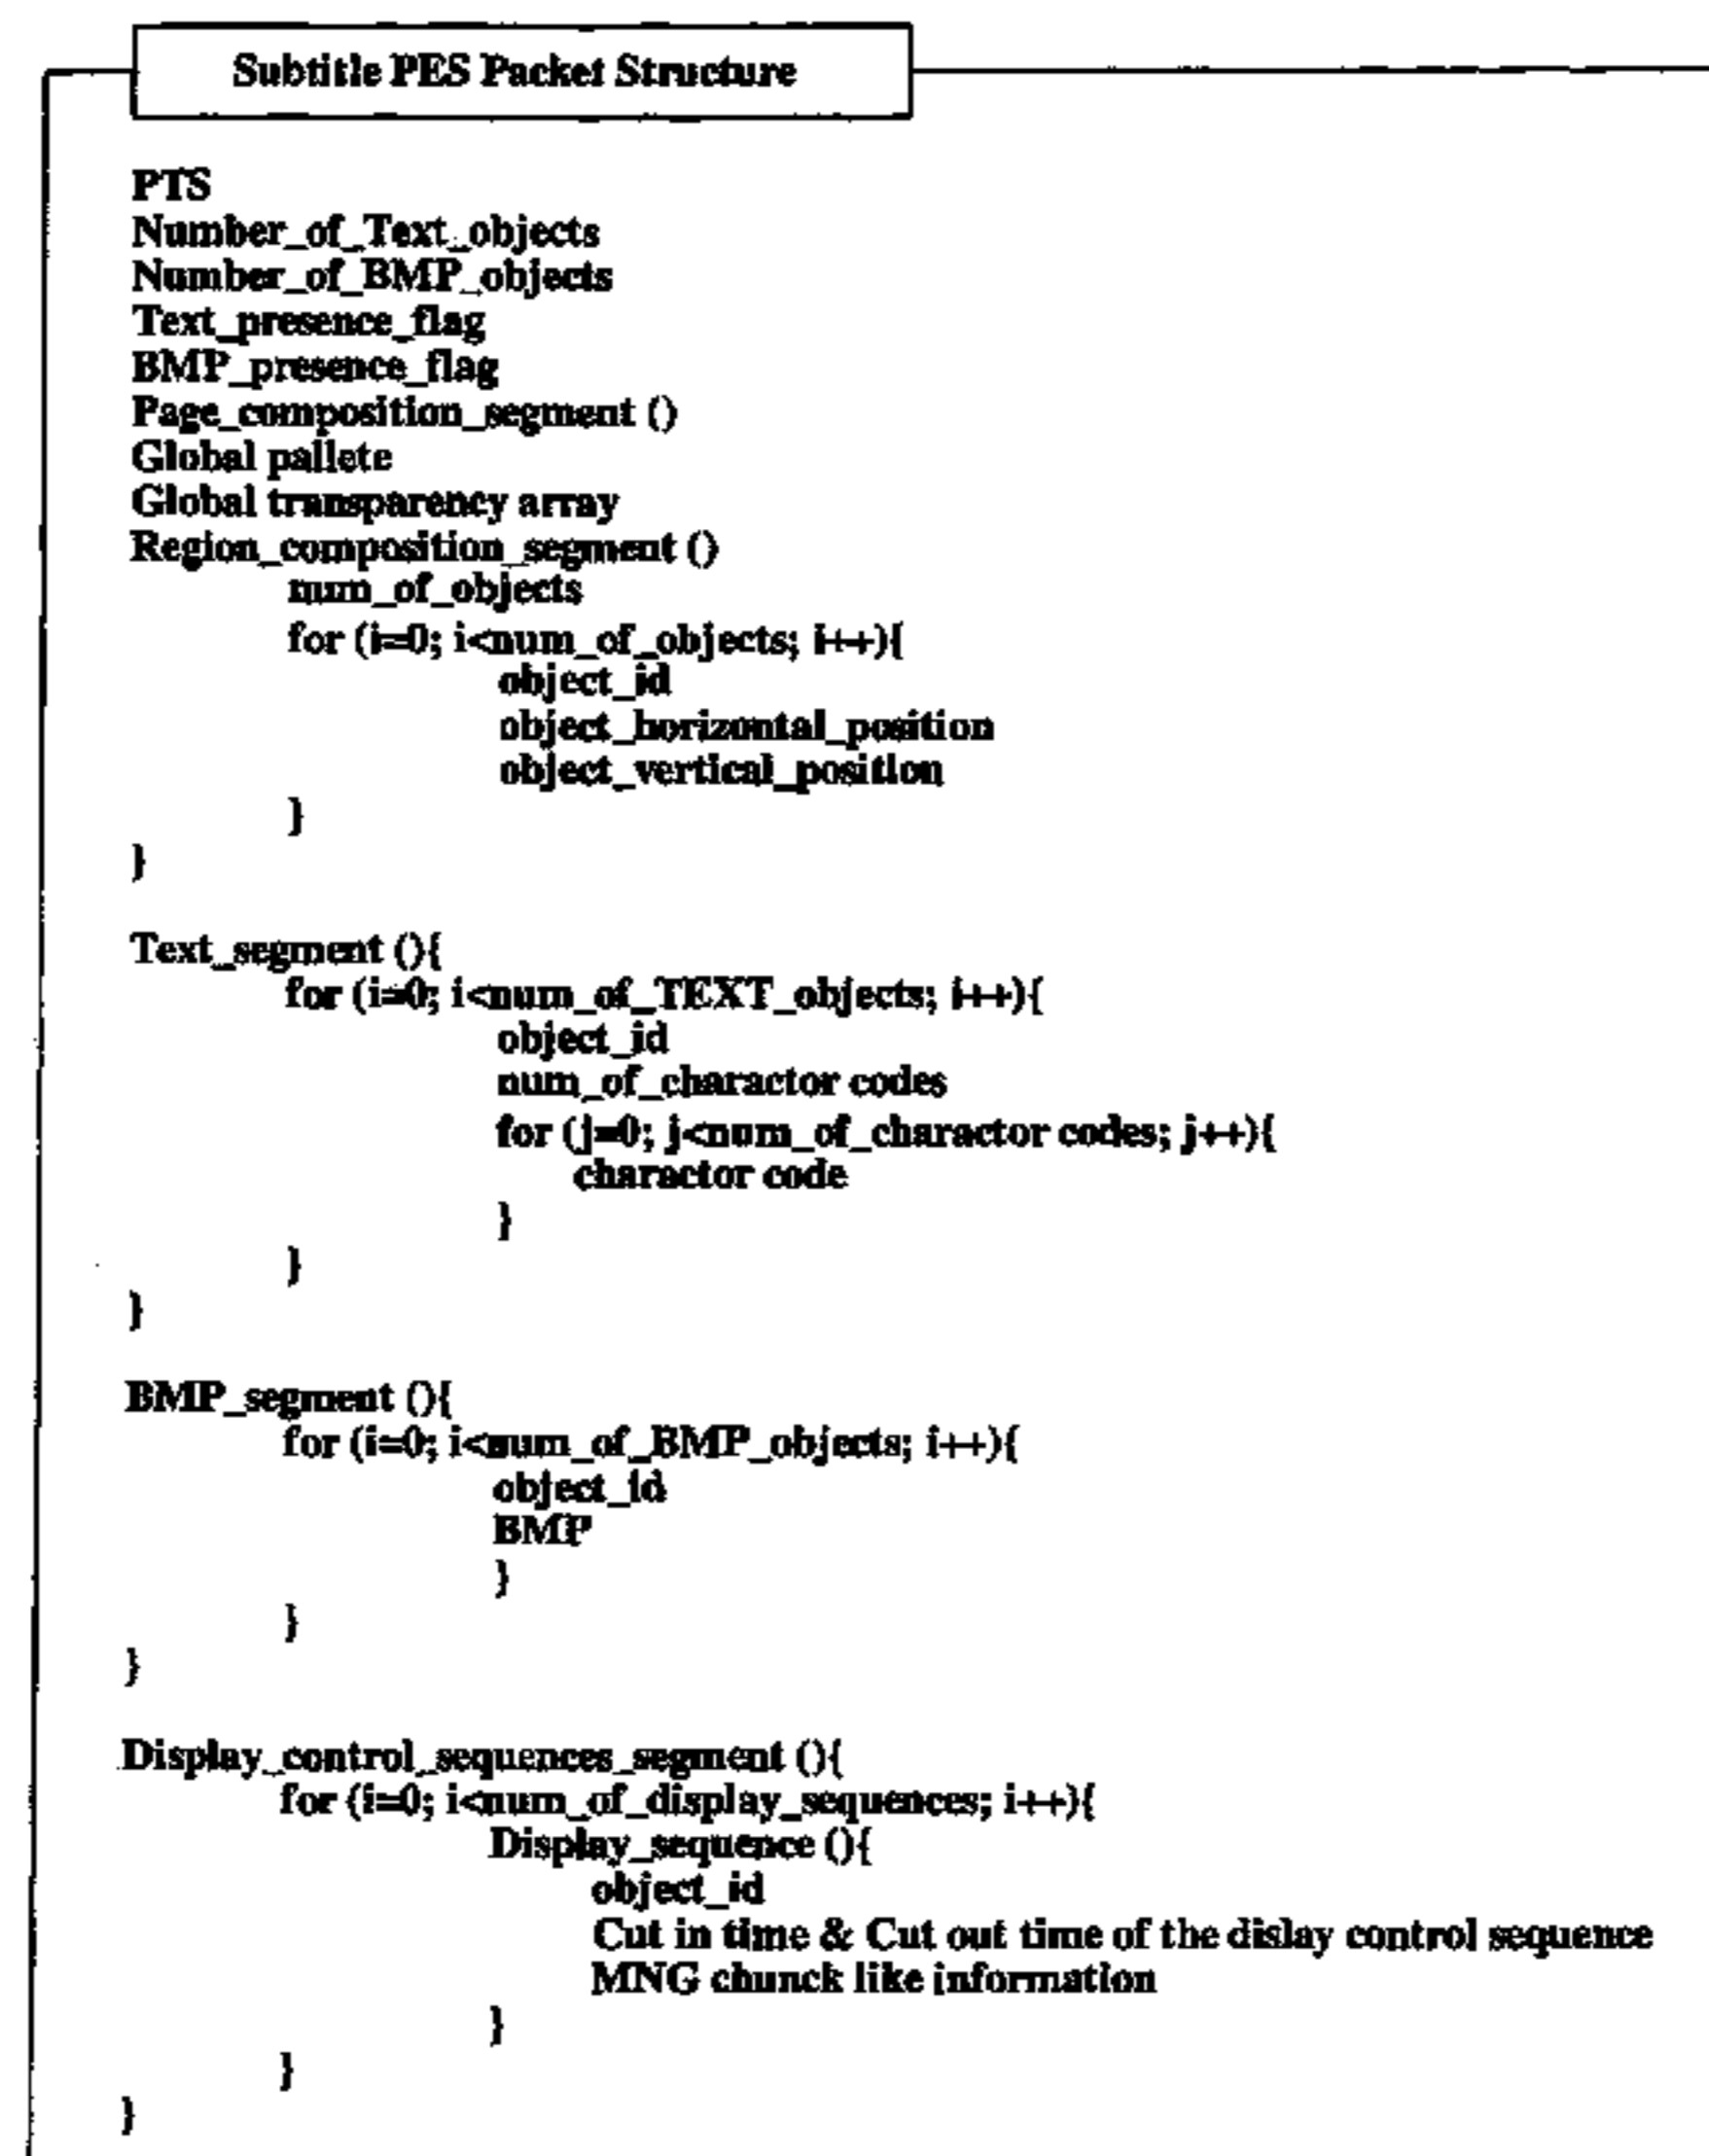 Subtitle PES Packet Structure
PTS
Number_of_Text_objects
Number_of_BMP_objects
Text_presence_flag
BMP_presence_flag
Page_composition_segment ()
Global pallete
Global transparency array
Region_composition_segment ()
num_of_objects
for (i=0; i<num_of_objects; i++){
object_id
object_horizontal_position
object_vertical_position
}
}
Text_segment (){
for (i=0; i<num_of_TEXT_objects; i++){
object_id
num_of_charactor codes
for (j=0; j<num_of_charactor codes; j++){
charactor code
}
}
}
BMP_segment (){
for (i=0; i<num_of_BMP_objects; i++){
object_id
BMP
}
}
}
Display_control_sequences_segment (){
for (i=0; i<num_of_display_sequences; i++){
Display_sequence (){
object_id
Cut in time & Cut out time of the dislay control sequence
MNG chunck like information
}
}
}